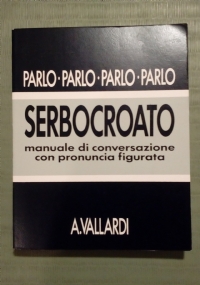 PARLO·PARLO·PARLO·PARLO
SERBOCROATO
manuale di conversazione
con pronuncia figurata
A.VALLARDI